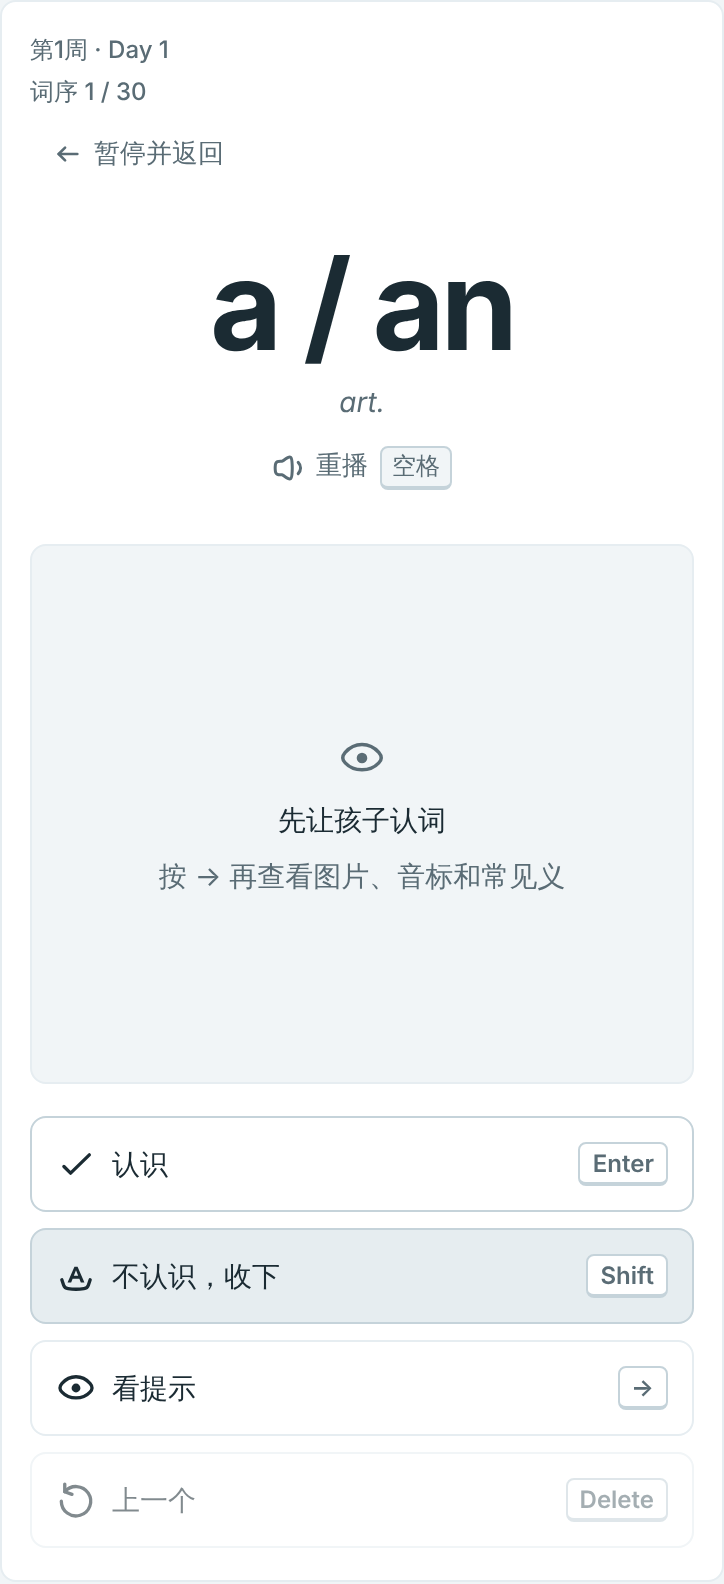 第1周 · Day 1
词序 1 / 30
← 暂停并返回
a / an
art.
重播 空格
先让孩子认词
按 → 再查看图片、音标和常见义
认识 Enter
不认识，收下 Shift
看提示 →
上一个 Delete